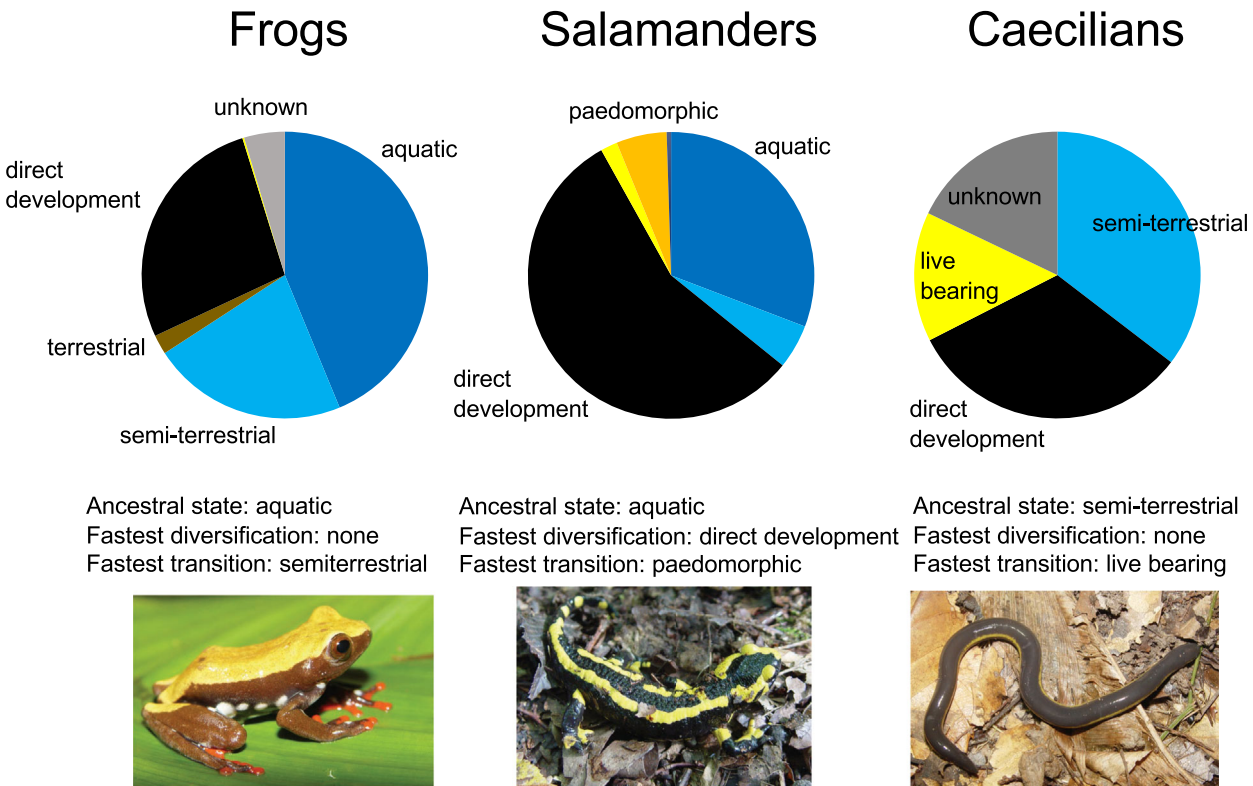 Frogs
unknown
aquatic
direct
development
terrestrial
semi-terrestrial
Ancestral state: aquatic
Fastest diversification: none
Fastest transition: semiterrestrial
Salamanders
paedomorphic
aquatic
direct
development
Ancestral state: aquatic
Fastest diversification: direct development
Fastest transition: paedomorphic
Caecilians
unknown
semi-terrestrial
live
bearing
direct
development
Ancestral state: semi-terrestrial
Fastest diversification: none
Fastest transition: live bearing